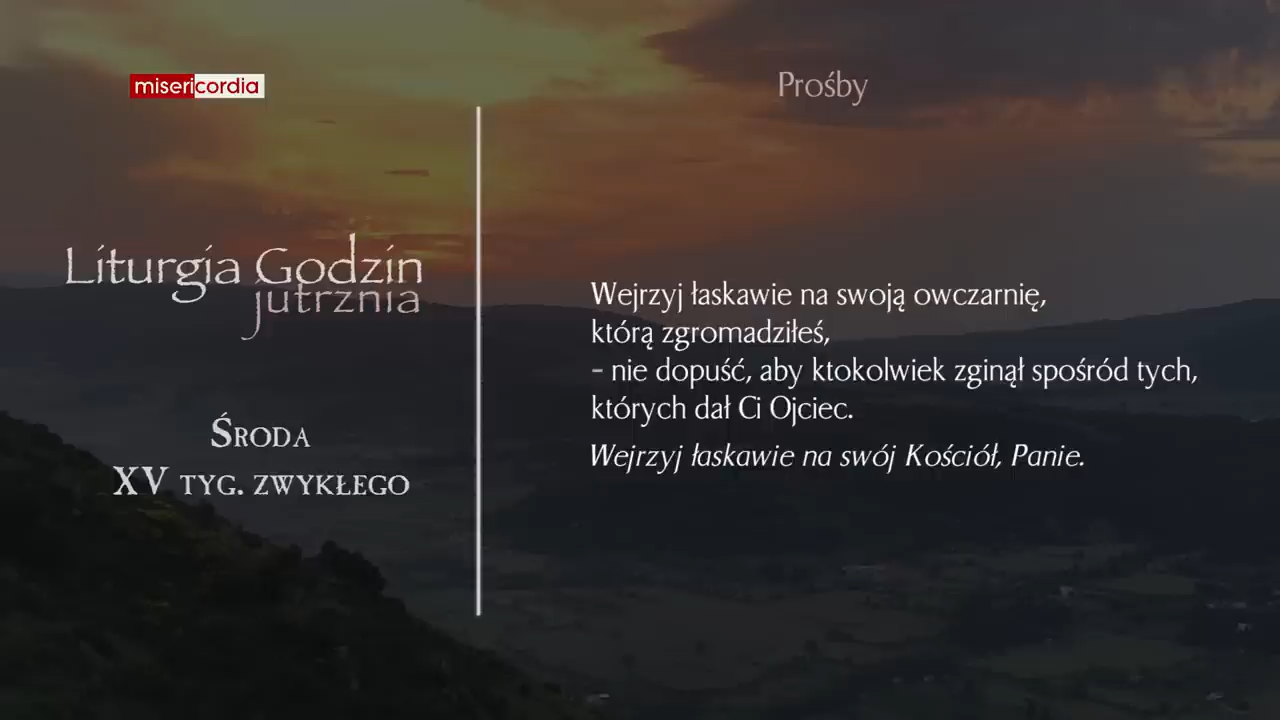 misericordia
Liturgia Godzin
jutrznia
Środa
XV tyg. zwykłego
Prośby
Wejrzyj łaskawie na swoją owczarnię,
którą zgromadziłeś,
- nie dopuść, aby ktokolwiek zginął spośród tych,
których dał Ci Ojciec.
Wejrzyj łaskawie na swój Kościół, Panie.